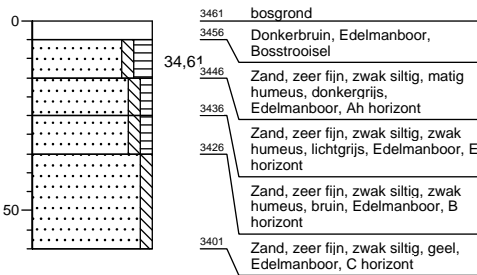 0
50
34,61
3461 bosgrond
3456 Donkerbruin, Edelmanboor,
Bosstrooisel
3446 Zand, zeer fijn, zwak siltig, matig
humeus, donkergrijs,
Edelmanboor, Ah horizont
3436 Zand, zeer fijn, zwak siltig, zwak
humeus, lichtgrijs, Edelmanboor, E
horizont
3426 Zand, zeer fijn, zwak siltig, zwak
humeus, bruin, Edelmanboor, B
horizont
3401 Zand, zeer fijn, zwak siltig, geel,
Edelmanboor, C horizont